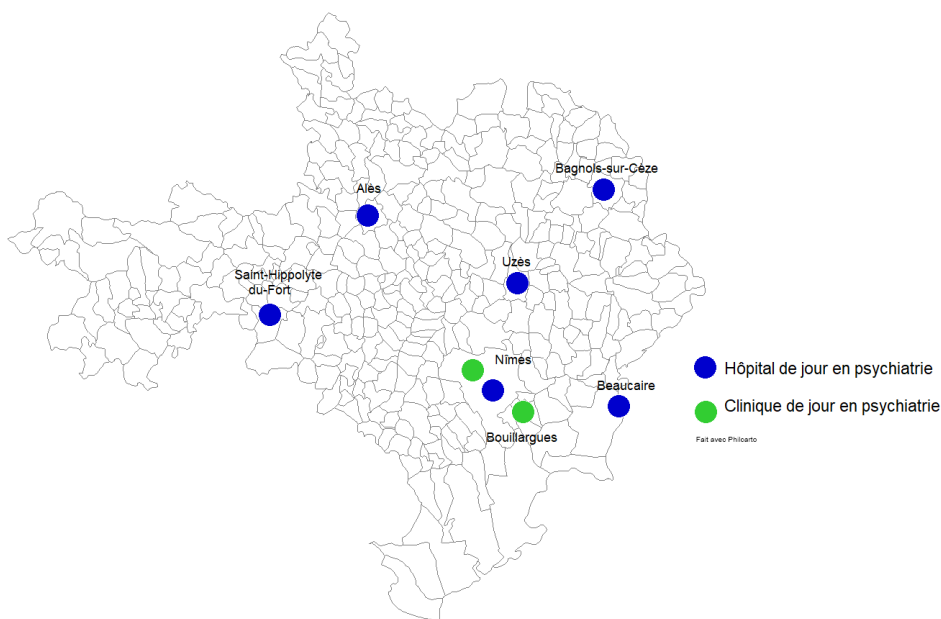 Bagnols-sur-Cèze
Alès
Uzès
Saint-Hippolyte
du-Fort
Nîmes
Beaucaire
Bouillargues
Hôpital de jour en psychiatrie
Clinique de jour en psychiatrie
Fait avec Philcarto